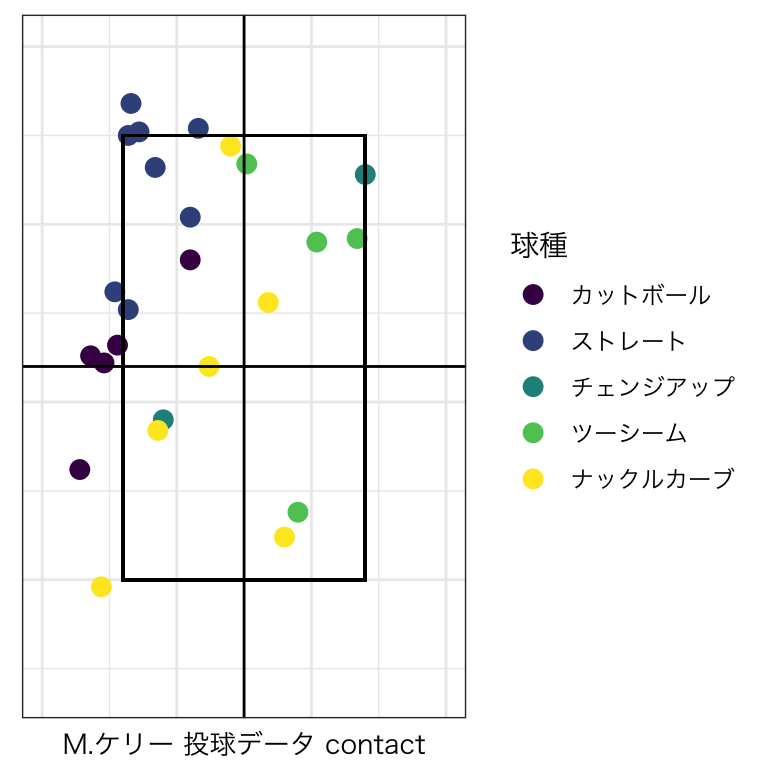 球種
カットボール
ストレート
チェンジアップ
ツーシーム
ナックルカーブ
M.ケリー 投球データ contact